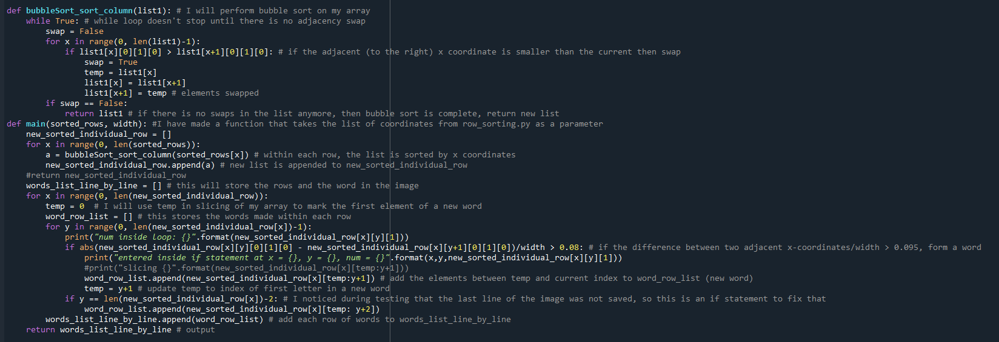 def bubbleSort_sort_column(list1): # I will perform bubble sort on my array
    while True: # while loop doesn't stop until there is no adjacency swap
        swap = False
        for x in range(0, len(list1)-1):
            if list1[x][0][1][0] > list1[x+1][0][1][0]: # if the adjacent (to the right) x coordinate is smaller than the current then swap
                swap = True
                temp = list1[x]
                list1[x] = list1[x+1]
                list1[x+1] = temp # elements swapped
        if swap == False:
            return list1 # if there is no swaps in the list anymore, then bubble sort is complete, return new list
def main(sorted_rows, width): #I have made a function that takes the list of coordinates from row_sorting.py as a parameter
    new_sorted_individual_row = []
    for x in range(0, len(sorted_rows)):
        a = bubbleSort_sort_column(sorted_rows[x]) # within each row, the list is sorted by x coordinates
        new_sorted_individual_row.append(a) # new list is appended to new_sorted_individual_row
    #return new_sorted_individual_row
    words_list_line_by_line = [] # this will store the rows and the word in the image
    for x in range(0, len(new_sorted_individual_row)):
        temp = 0  # I will use temp in slicing of my array to mark the first element of a new word
        word_row_list = [] # this stores the words made within each row
        for y in range(0, len(new_sorted_individual_row[x])-1):
            print("num inside loop: {}".format(new_sorted_individual_row[x][y][1]))
            if abs(new_sorted_individual_row[x][y][0][1][0] - new_sorted_individual_row[x][y+1][0][1][0])/width > 0.08: # if the difference between two adjacent x-coordinates/width > 0.095, form a word
                print("entered inside if statement at x = {}, y = {}, num = {}".format(x,y,new_sorted_individual_row[x][y][1]))
                #print("slicing {}".format(new_sorted_individual_row[x][temp:y+1]))
                word_row_list.append(new_sorted_individual_row[x][temp:y+1]) # add the elements between temp and current index to word_row_list (new word)
                temp = y+1 # update temp to index of first letter in a new word
            if y == len(new_sorted_individual_row[x])-2: # I noticed during testing that the last line of the image was not saved, so this is an if statement to fix that
                word_row_list.append(new_sorted_individual_row[x][temp: y+2])
        words_list_line_by_line.append(word_row_list) # add each row of words to words_list_line_by_line
    return words_list_line_by_line # output